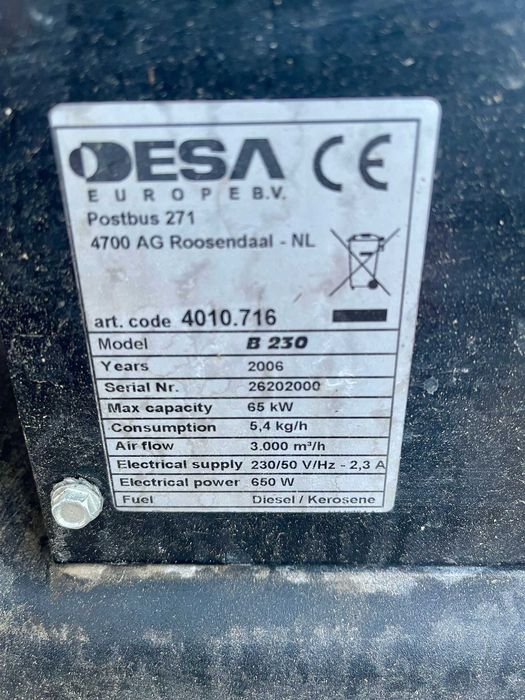 DESA CE
EUROPE B.V.
Postbus 271
4700 AG Roosendaal - NL
art. code 4010.716
Model B 230
Years 2006
Serial Nr. 26202000
Max capacity 65 kW
Consumption 5,4 kg/h
Air flow 3.000 m³/h
Electrical supply 230/50 V/Hz - 2,3 A
Electrical power 650 W
Fuel Diesel / Kerosene